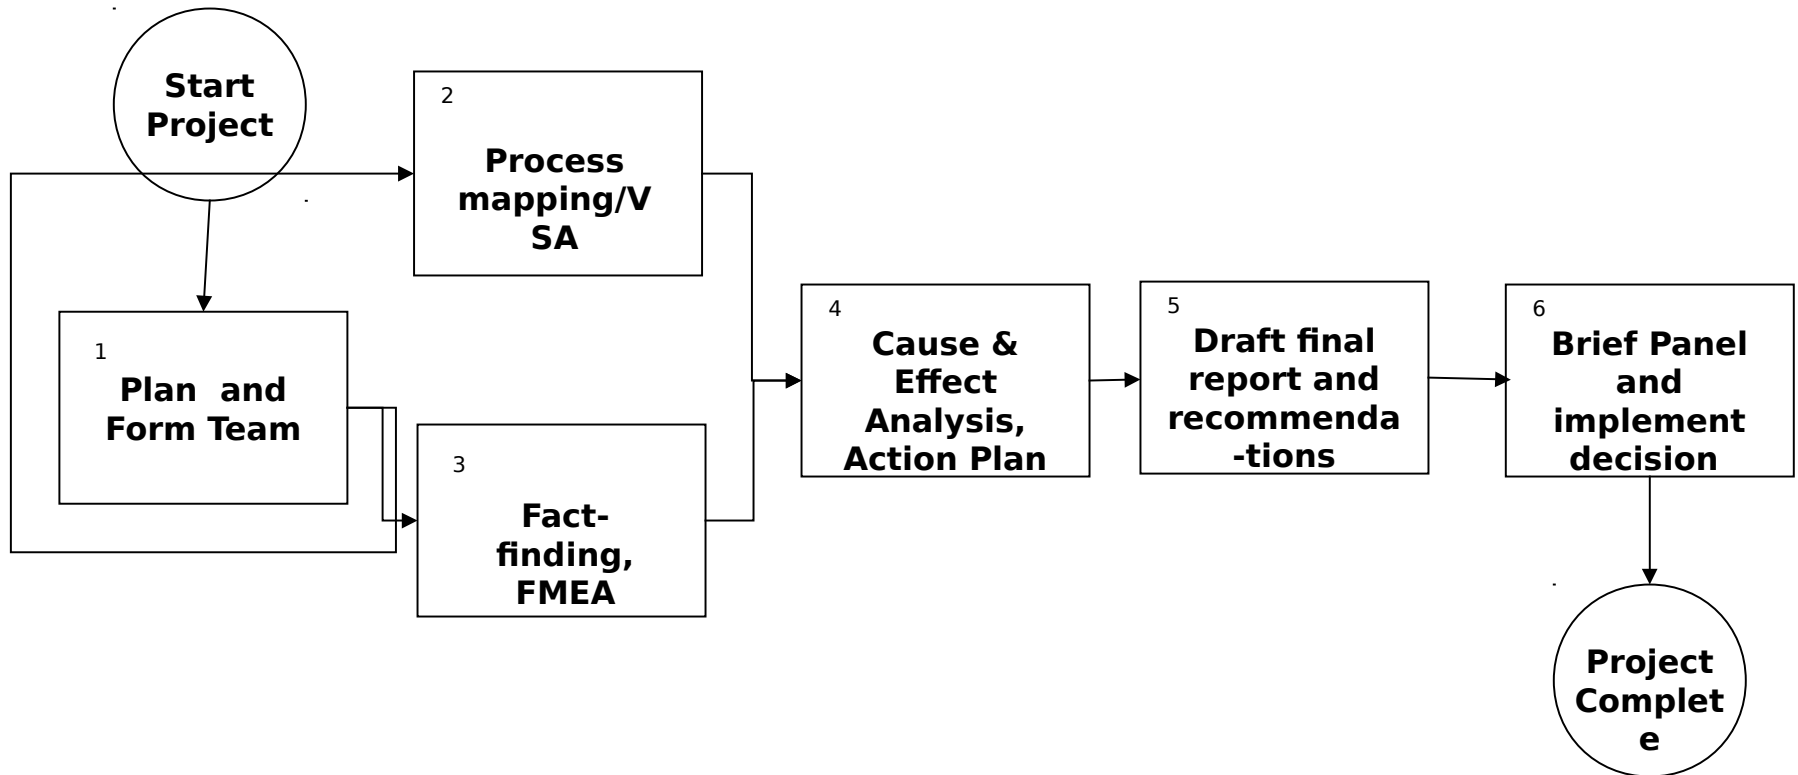 Start
Project
2
Process
mapping/V
SA
1
Plan  and
Form Team
3
Fact-
finding,
FMEA
4
Cause &
Effect
Analysis,
Action Plan
5
Draft final
report and
recommenda
-tions
6
Brief Panel
and
implement
decision
Project
Complet
e